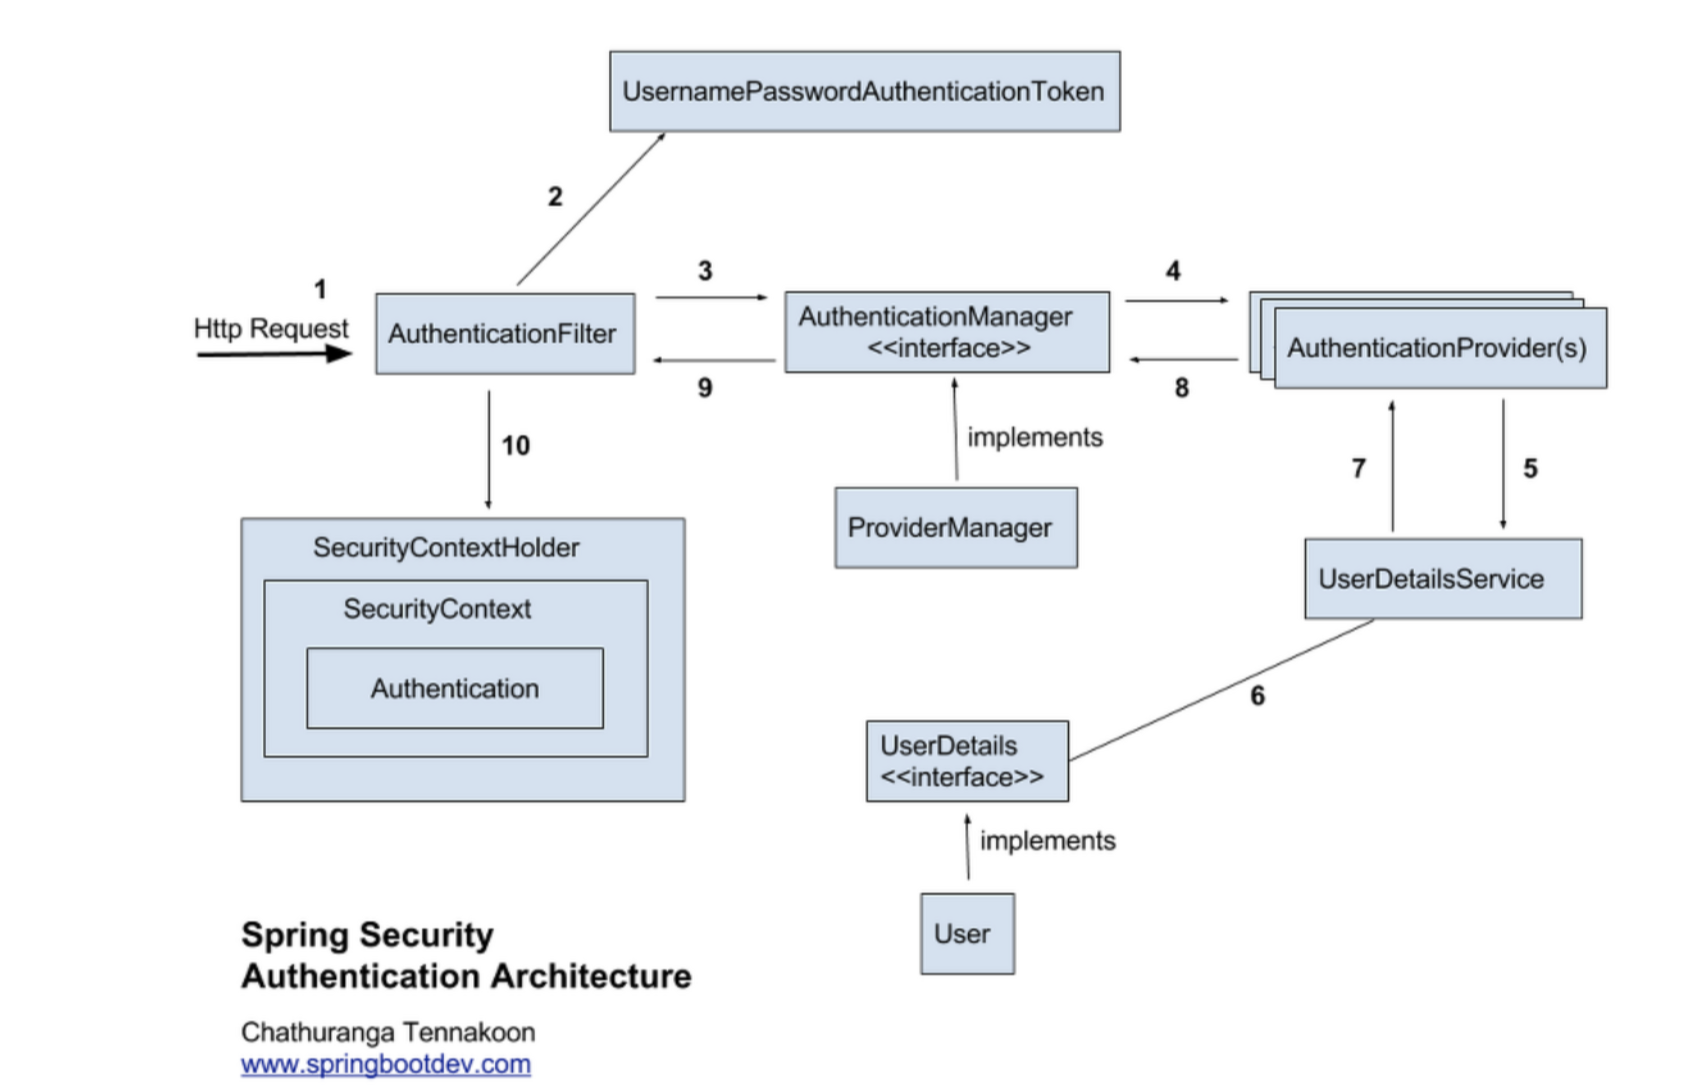 UsernamePasswordAuthenticationToken
2
1
Http Request
AuthenticationFilter
3
9
AuthenticationManager
<<interface>>
4
8
AuthenticationProvider(s)
10
implements
ProviderManager
7
5
UserDetailsService
SecurityContextHolder
SecurityContext
Authentication
6
UserDetails
<<interface>>
implements
User
Spring Security
Authentication Architecture
Chathuranga Tennakoon
www.springbootdev.com